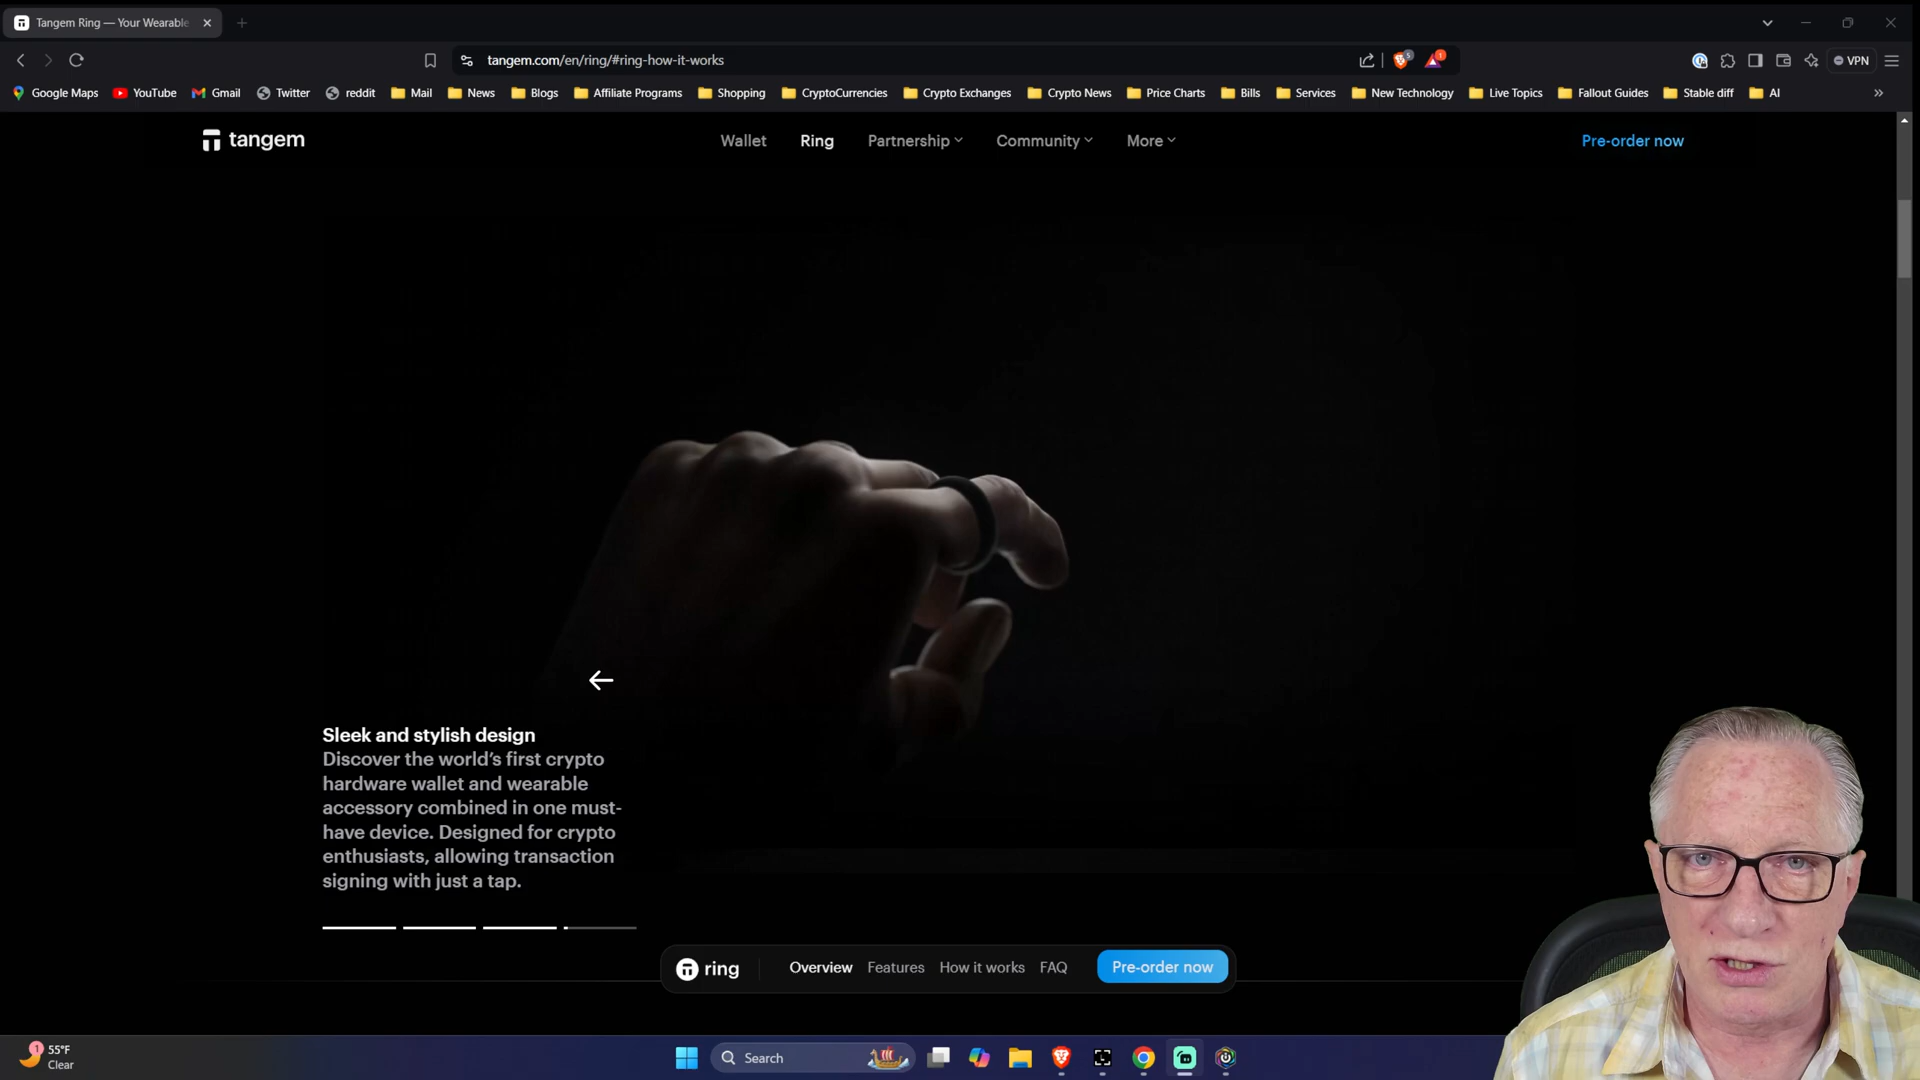 Tangem Ring — Your Wearable
tangem.com/en/ring/#ring-how-it-works
5
1
VPN
Google Maps YouTube Gmail Twitter reddit Mail News Blogs Affiliate Programs Shopping CryptoCurrencies Crypto Exchanges Crypto News Price Charts Bills Services New Technology Live Topics Fallout Guides Stable diff AI »
tangem Wallet Ring Partnership Community More Pre-order now
Sleek and stylish design
Discover the world's first crypto
hardware wallet and wearable
accessory combined in one must-
have device. Designed for crypto
enthusiasts, allowing transaction
signing with just a tap.
ring Overview Features How it works FAQ Pre-order now
1 55°F
Clear
Search